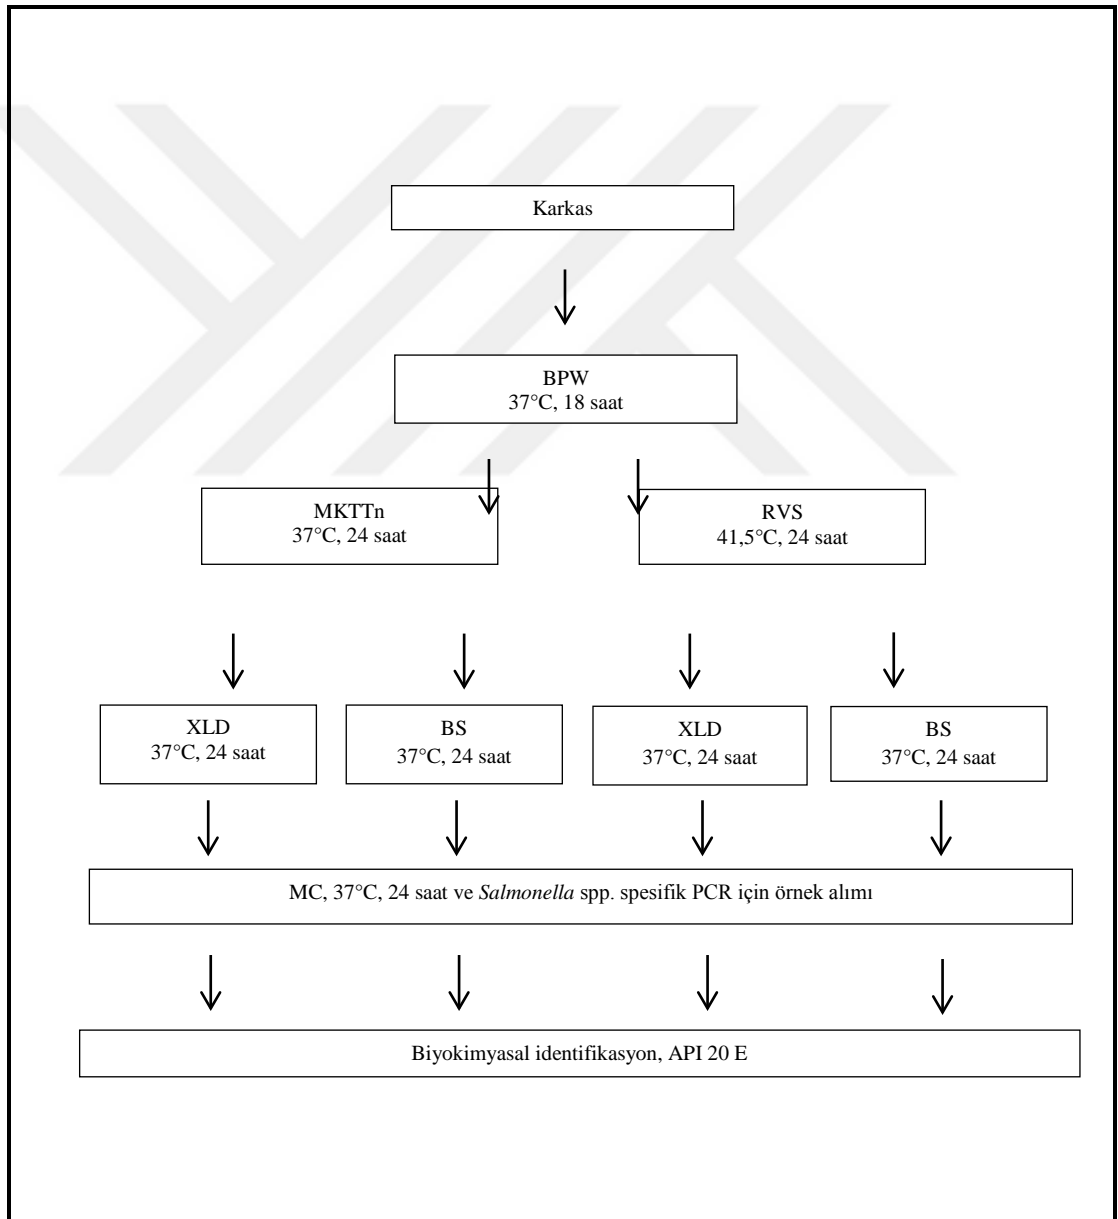 Karkas
BPW
37°C, 18 saat
MKTTn
37°C, 24 saat
RVS
41,5°C, 24 saat
XLD
37°C, 24 saat
BS
37°C, 24 saat
XLD
37°C, 24 saat
BS
37°C, 24 saat
MC, 37°C, 24 saat ve Salmonella spp. spesifik PCR için örnek alımı
Biyokimyasal identifikasyon, API 20 E